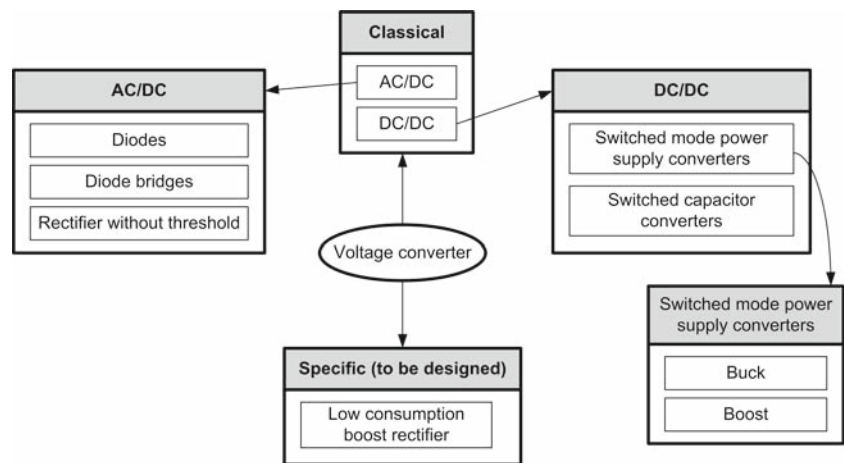 Classical
AC/DC
DC/DC
AC/DC
Diodes
Diode bridges
Rectifier without threshold
DC/DC
Switched mode power
supply converters
Switched capacitor
converters
Voltage converter
Switched mode power
supply converters
Buck
Boost
Specific (to be designed)
Low consumption
boost rectifier